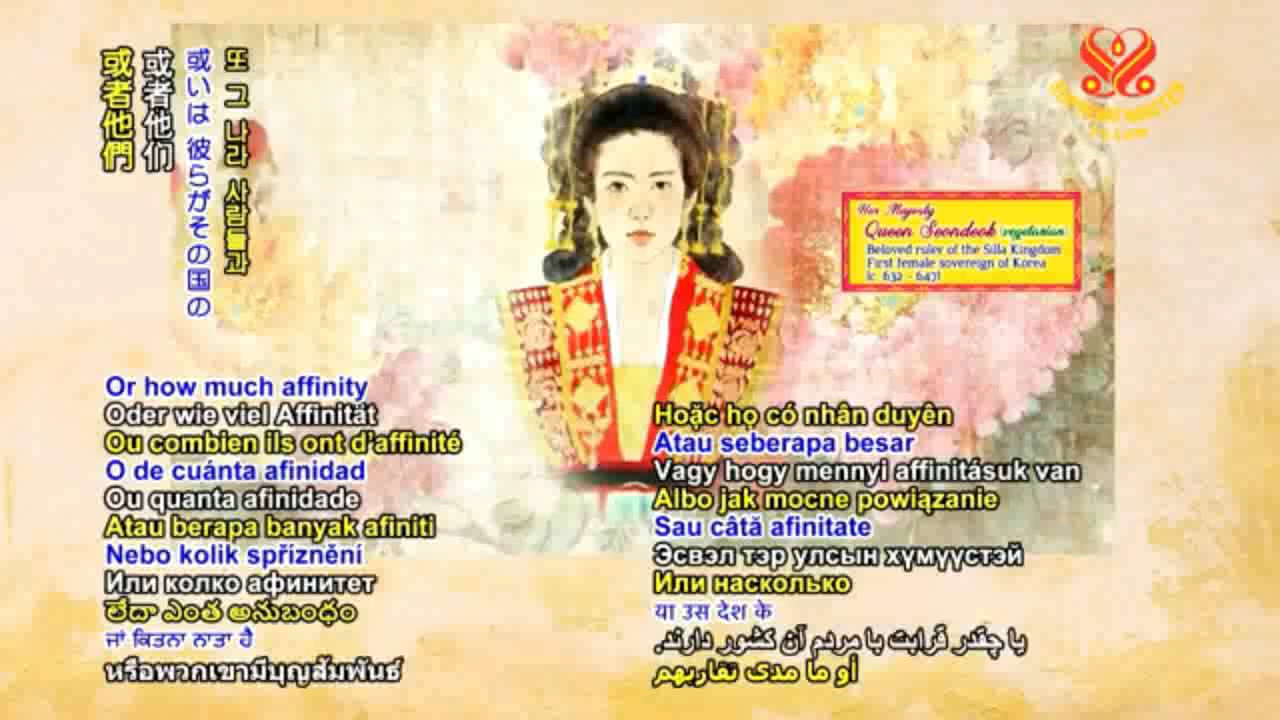 或者他們
或者他们
或いは 彼らがその国の
또 그 나라 사람들과
Her Majesty
Queen Seondeok vegetarian
Beloved ruler of the Silla Kingdom
First female sovereign of Korea
(c. 632 - 647)
Or how much affinity
Oder wie viel Affinität
Ou combien ils ont d'affinité
O de cuánta afinidad
Ou quanta afinidade
Atau berapa banyak afiniti
Nebo kolik spříznění
Или колко афинитет
లేదా ఎంత అనుబంధం
ਜਾਂ ਕਿਤਨਾ ਨਾਤਾ ਹੈ
หรือพวกเขามีบุญสัมพันธ์
Hoặc họ có nhân duyên
Atau seberapa besar
Vagy hogy mennyi affinitásuk van
Albo jak mocne powiązanie
Sau câtă afinitate
Эсвэл тэр улсын хүмүүстэй
Или насколько
या उस देश के
یا چقدر قرابت با مردم آن کشور دارند.
أو ما مدى تقاربهم